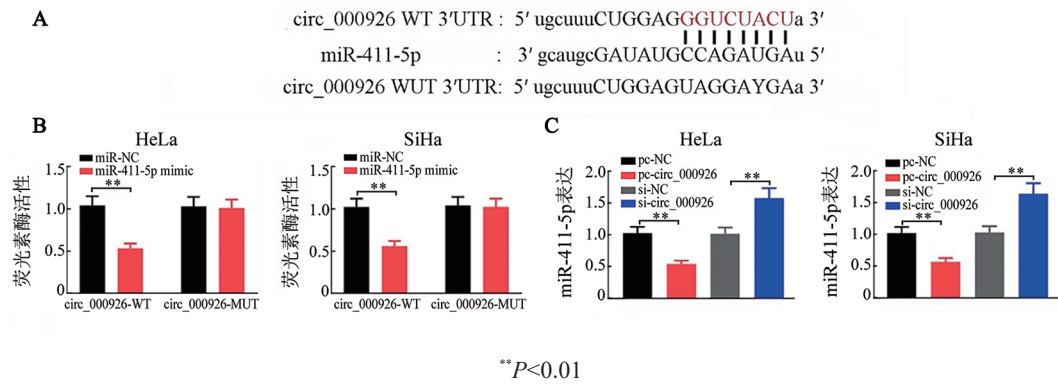 A
circ_000926 WT 3'UTR : 5' ugcuuuCUGGAGGGUCUACUa 3'
miR-411-5p : 3' gcaugcGAUAUGCCAGAUGAu 5'
circ_000926 WUT 3'UTR: 5' ugcuuuCUGGAGUAGGAYGAa 3'
B
HeLa
荧光素酶活性
1.5
1.0
0.5
0
miR-NC
miR-411-5p mimic
**
circ_000926-WT circ_000926-MUT
SiHa
荧光素酶活性
1.5
1.0
0.5
0
miR-NC
miR-411-5p mimic
**
circ_000926-WT circ_000926-MUT
C
HeLa
miR-411-5p表达
2.0
1.5
1.0
0.5
0
pc-NC
pc-circ_000926
si-NC
si-circ_000926
**
**
SiHa
miR-411-5p表达
2.0
1.5
1.0
0.5
0
pc-NC
pc-circ_000926
si-NC
si-circ_000926
**
**
**P<0.01